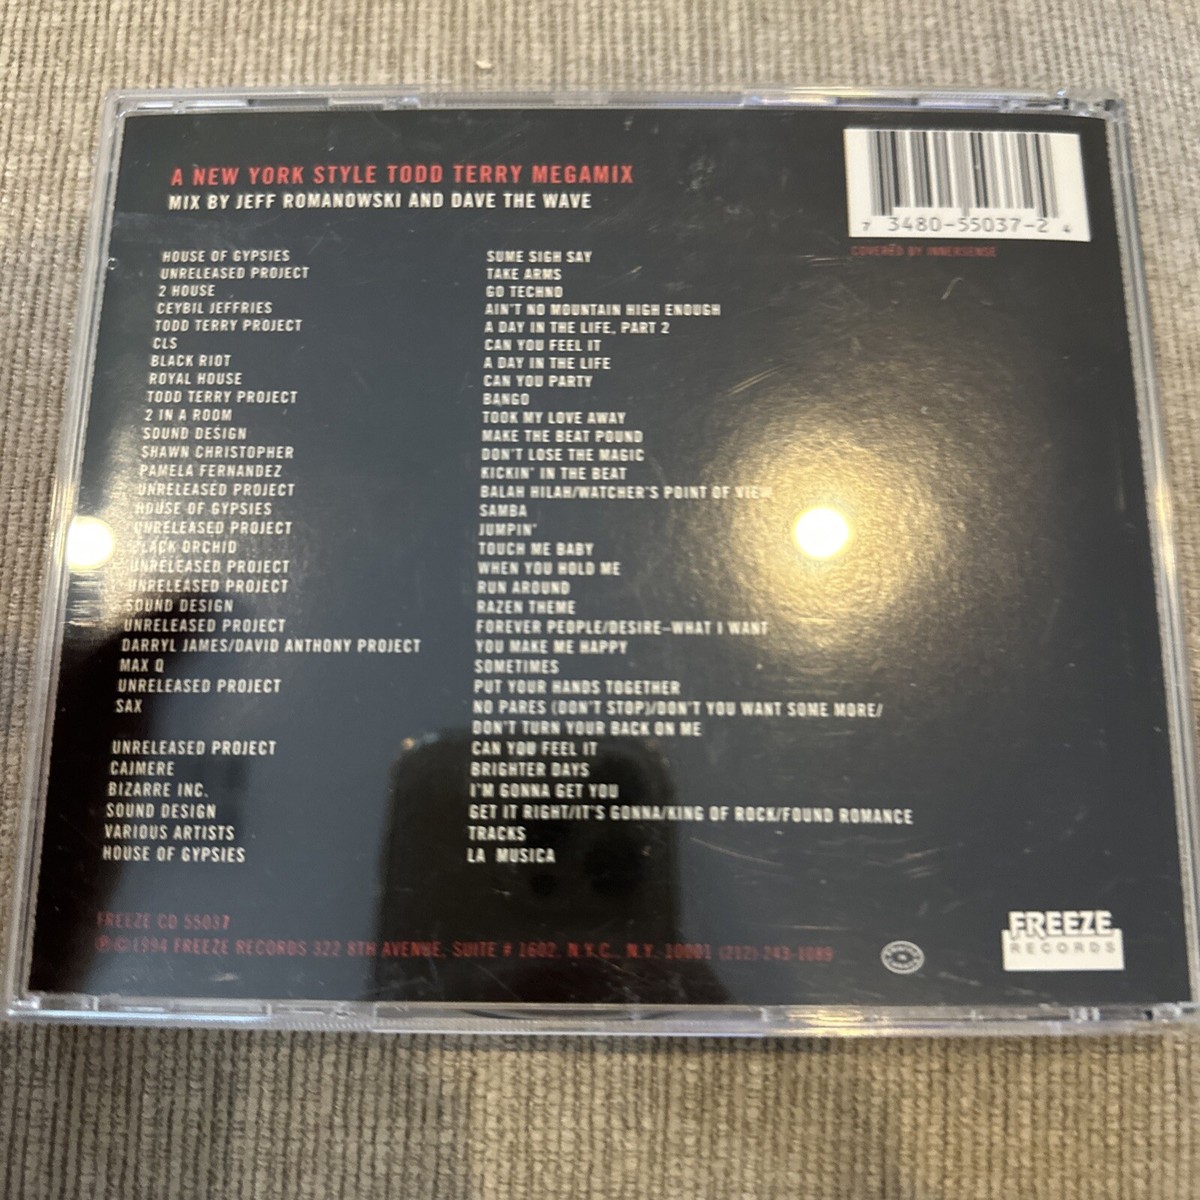 A NEW YORK STYLE TODD TERRY MEGAMIX
MIX BY JEFF ROMANOWSKI AND DAVE THE WAVE
7 3480-55037-2 4
COVERED BY INNERSENSE
HOUSE OF GYPSIES SUME SIGH SAY
UNRELEASED PROJECT TAKE ARMS
2 HOUSE GO TECHNO
CEYBIL JEFFRIES AIN'T NO MOUNTAIN HIGH ENOUGH
TODD TERRY PROJECT A DAY IN THE LIFE, PART 2
CLS CAN YOU FEEL IT
BLACK RIOT A DAY IN THE LIFE
ROYAL HOUSE CAN YOU PARTY
TODD TERRY PROJECT BANGO
2 IN A ROOM TOOK MY LOVE AWAY
SOUND DESIGN MAKE THE BEAT POUND
SHAWN CHRISTOPHER DON'T LOSE THE MAGIC
PAMELA FERNANDEZ KICKIN' IN THE BEAT
UNRELEASED PROJECT BALAH HILAH/WATCHER'S POINT OF VIEW
HOUSE OF GYPSIES SAMBA
UNRELEASED PROJECT JUMPIN'
BLACK ORCHID TOUCH ME BABY
UNRELEASED PROJECT WHEN YOU HOLD ME
UNRELEASED PROJECT RUN AROUND
SOUND DESIGN RAZEN THEME
UNRELEASED PROJECT FOREVER PEOPLE/DESIRE–WHAT I WANT
DARRYL JAMES/DAVID ANTHONY PROJECT YOU MAKE ME HAPPY
MAX Q SOMETIMES
UNRELEASED PROJECT PUT YOUR HANDS TOGETHER
SAX NO PARES (DON'T STOP)/DON'T YOU WANT SOME MORE/
DON'T TURN YOUR BACK ON ME
UNRELEASED PROJECT CAN YOU FEEL IT
CAJMERE BRIGHTER DAYS
BIZARRE INC. I'M GONNA GET YOU
SOUND DESIGN GET IT RIGHT/IT'S GONNA/KING OF ROCK/FOUND ROMANCE
VARIOUS ARTISTS TRACKS
HOUSE OF GYPSIES LA MUSICA
FREEZE CD 55037
℗©1994 FREEZE RECORDS 322 8TH AVENUE, SUITE # 1602, N.Y.C., N.Y. 10001 (212)-243-1089
FREEZE
RECORDS